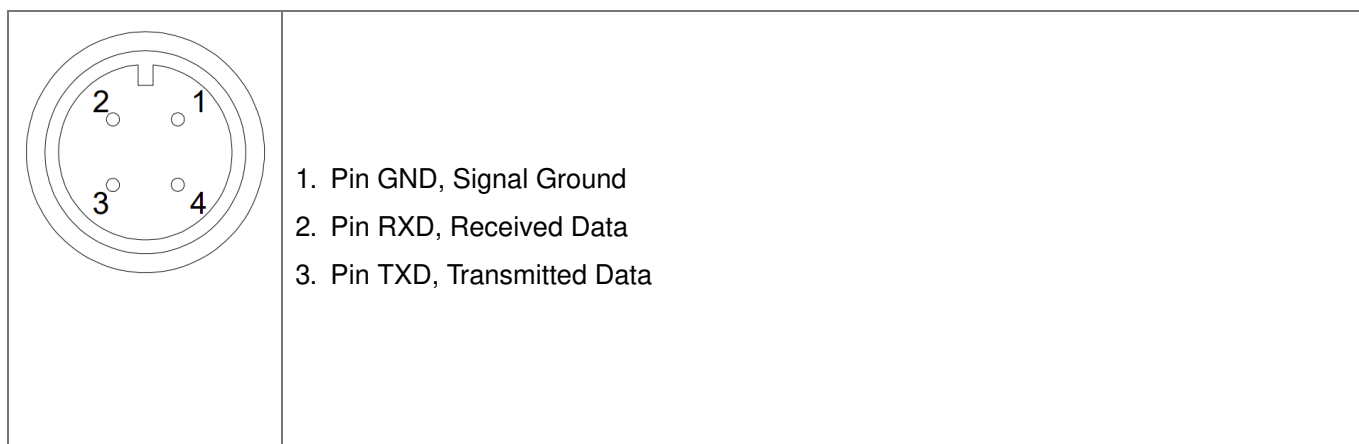 2 1
3 4
1. Pin GND, Signal Ground
2. Pin RXD, Received Data
3. Pin TXD, Transmitted Data